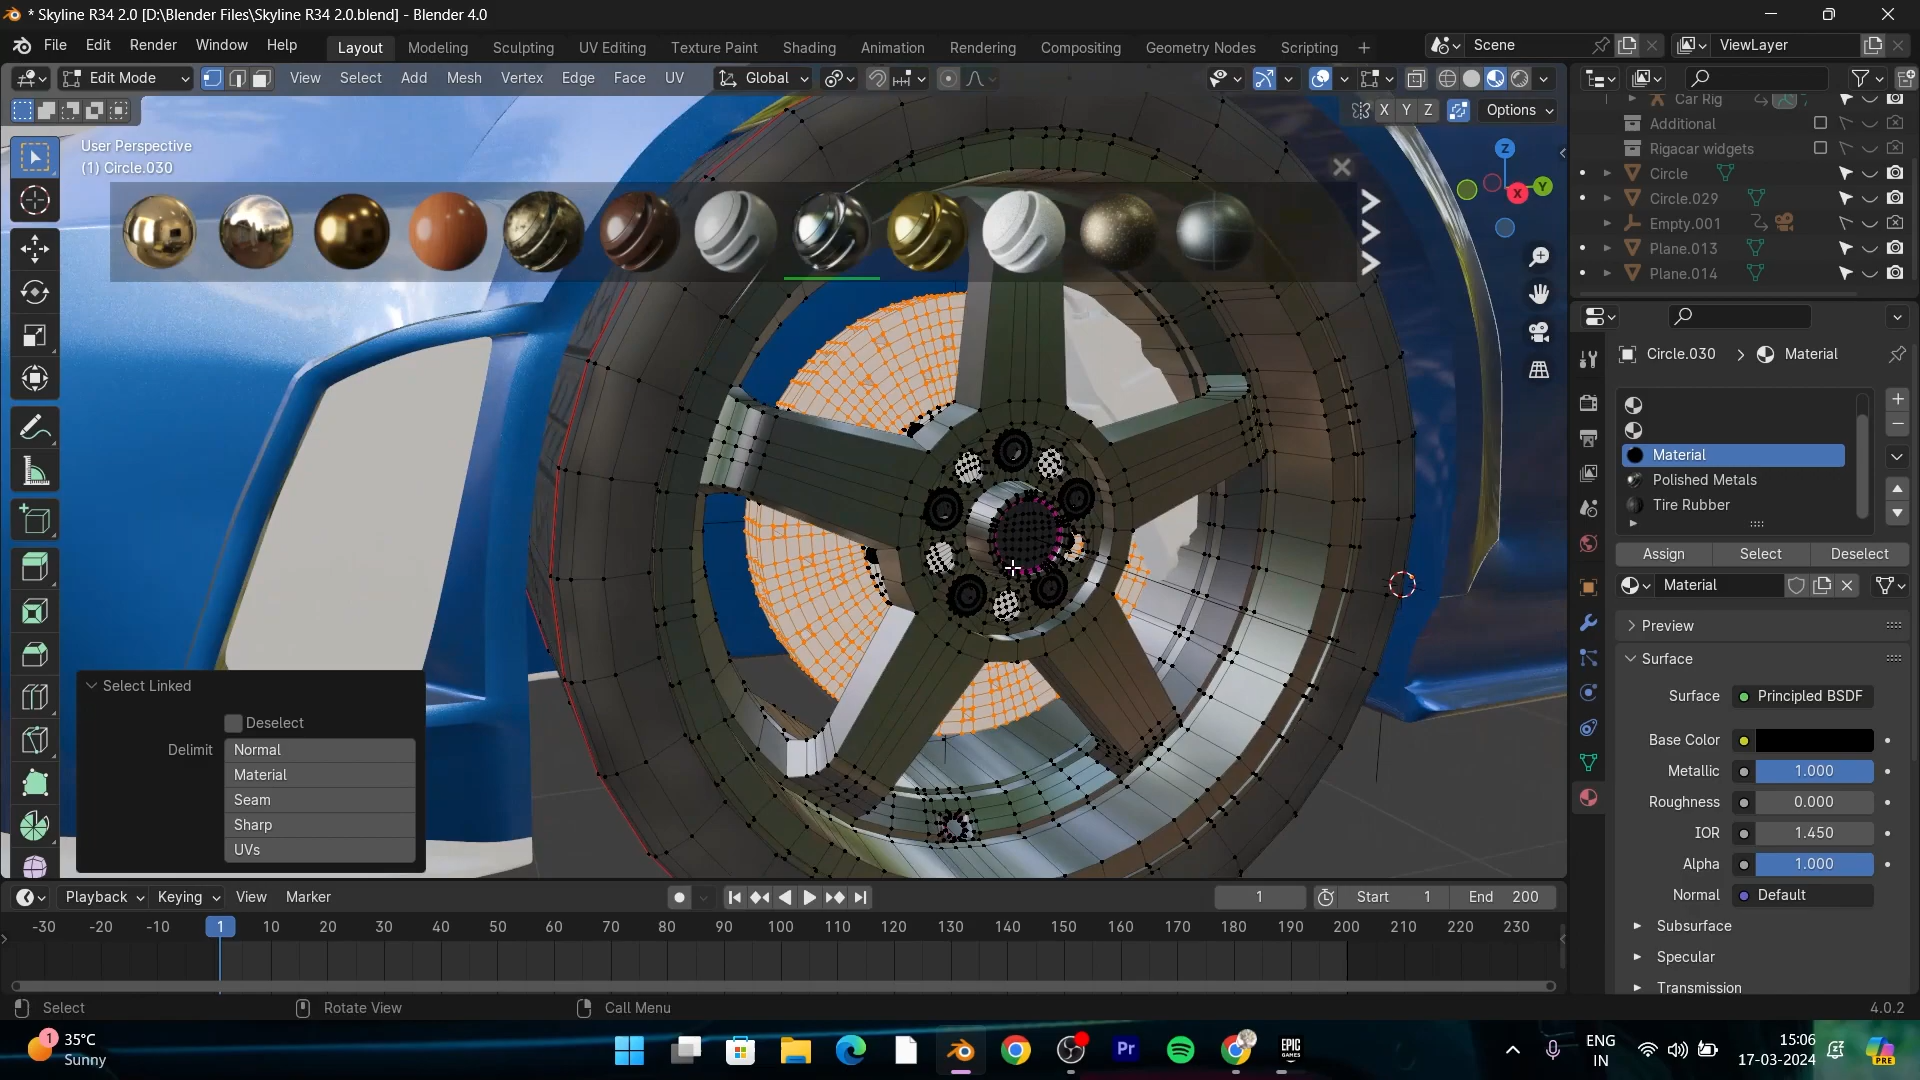 * Skyline R34 2.0 [D:\Blender Files\Skyline R34 2.0.blend] - Blender 4.0
File Edit Render Window Help Layout Modeling Sculpting UV Editing Texture Paint Shading Animation Rendering Compositing Geometry Nodes Scripting + Scene ViewLayer
Edit Mode View Select Add Mesh Vertex Edge Face UV Global
X Y Z Options
User Perspective
(1) Circle.030
Z
Y
X
Car Rig
Additional
Rigacar widgets
Circle
Circle.029
Empty.001
Plane.013
Plane.014
Circle.030 > Material
Material
Polished Metals
Tire Rubber
Assign Select Deselect
Material
Preview
Surface
Surface Principled BSDF
Base Color
Metallic 1.000
Roughness 0.000
IOR 1.450
Alpha 1.000
Normal Default
Subsurface
Specular
Transmission
Select Linked
Deselect
Delimit Normal
Material
Seam
Sharp
UVs
Playback Keying View Marker 1 Start 1 End 200
-30 -20 -10 1 10 20 30 40 50 60 70 80 90 100 110 120 130 140 150 160 170 180 190 200 210 220 230
Select Rotate View Call Menu 4.0.2
1 35°C
Sunny
Pr
EPIC
GAMES
ENG
IN
15:06
17-03-2024
PRE